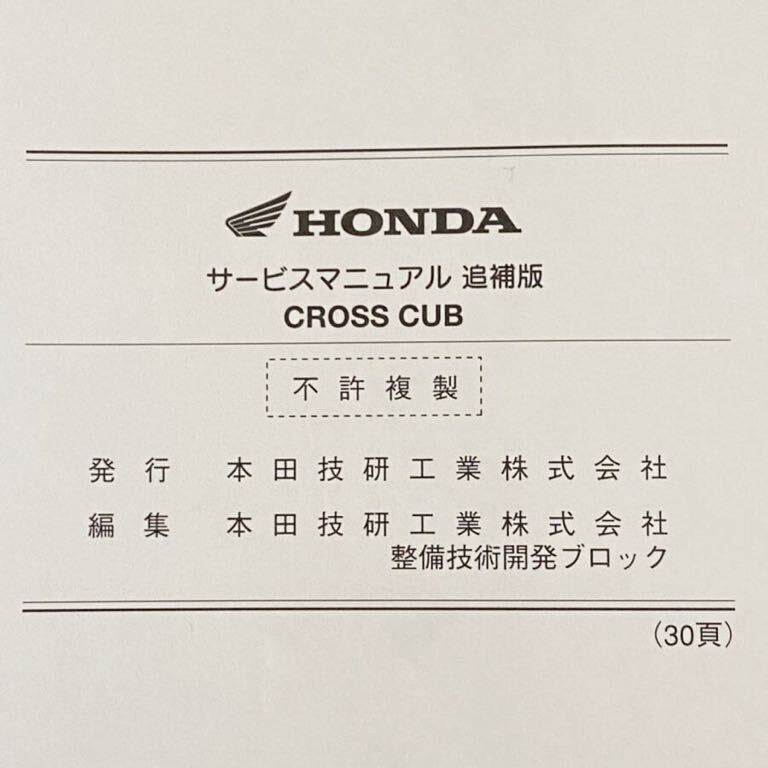 HONDA
サービスマニュアル 追補版
CROSS CUB
不許複製
発行 本田技研工業株式会社
編集 本田技研工業株式会社
整備技術開発ブロック
(30頁)